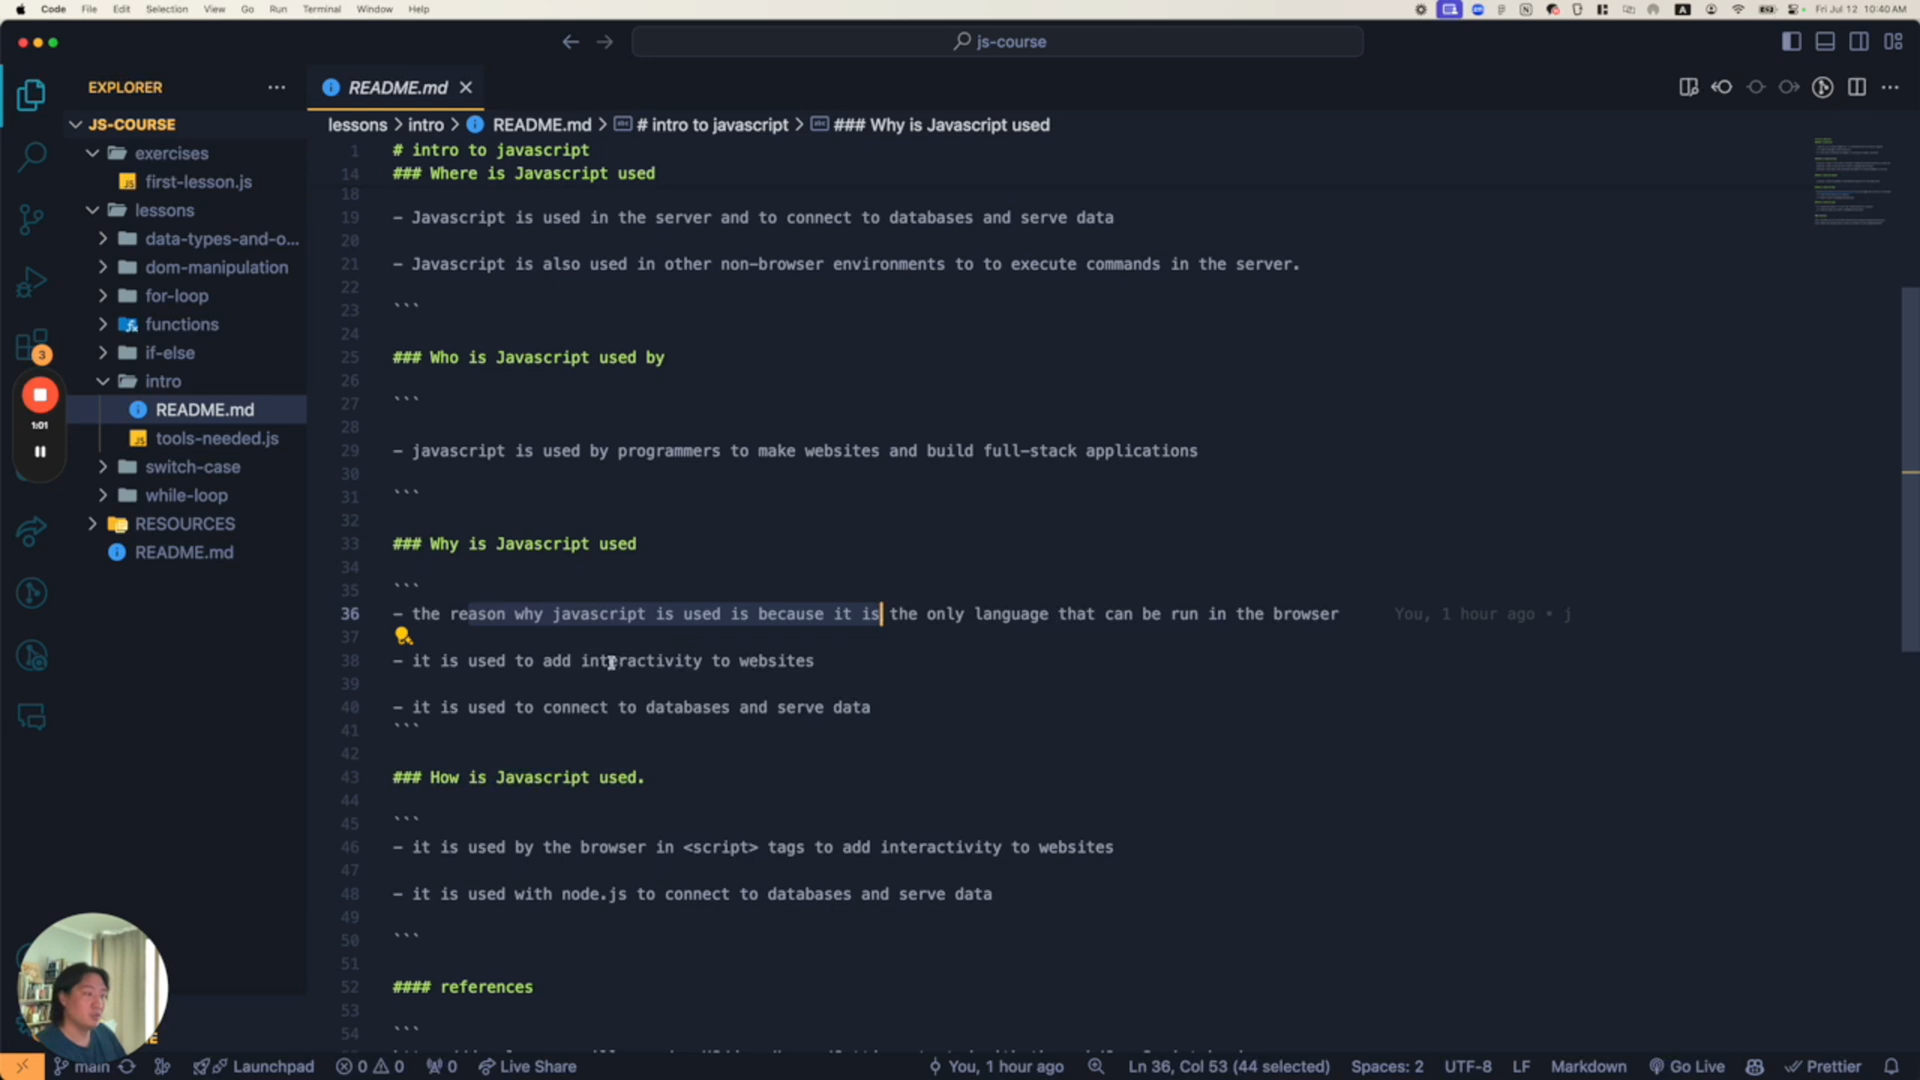 Code File Edit Selection View Go Run Terminal Window Help
Fri Jul 12 10:40 AM
js-course
EXPLORER
README.md
JS-COURSE
exercises
first-lesson.js
lessons
data-types-and-o...
dom-manipulation
for-loop
functions
if-else
intro
README.md
tools-needed.js
switch-case
while-loop
RESOURCES
README.md
3
1:01
lessons > intro > README.md > # intro to javascript > ### Why is Javascript used
1 # intro to javascript
14 ### Where is Javascript used
18
19 - Javascript is used in the server and to connect to databases and serve data
20
21 - Javascript is also used in other non-browser environments to to execute commands in the server.
22
23 ```
24
25 ### Who is Javascript used by
26
27 ```
28
29 - javascript is used by programmers to make websites and build full-stack applications
30
31 ```
32
33 ### Why is Javascript used
34
35 ```
36 - the reason why javascript is used is because it is the only language that can be run in the browser You, 1 hour ago • j
37
38 - it is used to add interactivity to websites
39
40 - it is used to connect to databases and serve data
41 ```
42
43 ### How is Javascript used.
44
45 ```
46 - it is used by the browser in <script> tags to add interactivity to websites
47
48 - it is used with node.js to connect to databases and serve data
49
50 ```
51
52 #### references
53
54 ```
main Launchpad 0 0 0 Live Share You, 1 hour ago Ln 36, Col 53 (44 selected) Spaces: 2 UTF-8 LF Markdown Go Live Prettier